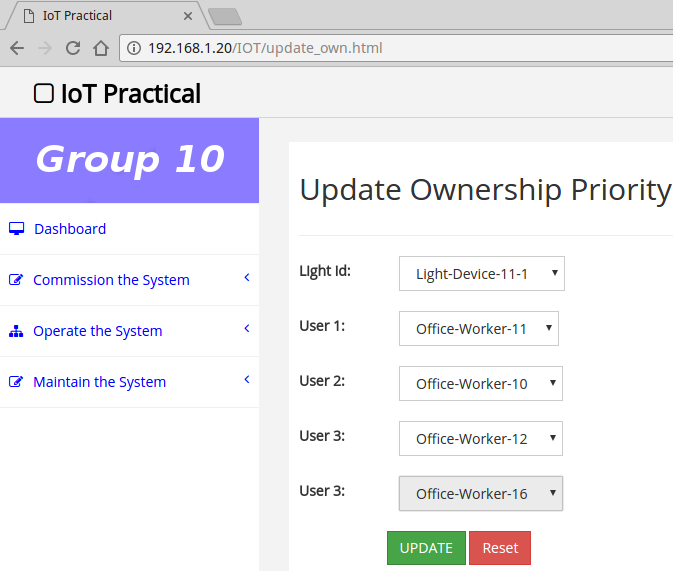 IoT Practical
192.168.1.20/IOT/update_own.html
IoT Practical
Group 10
Dashboard
Commission the System
Operate the System
Maintain the System
Update Ownership Priority
Light Id: Light-Device-11-1
User 1: Office-Worker-11
User 2: Office-Worker-10
User 3: Office-Worker-12
User 3: Office-Worker-16
UPDATE Reset